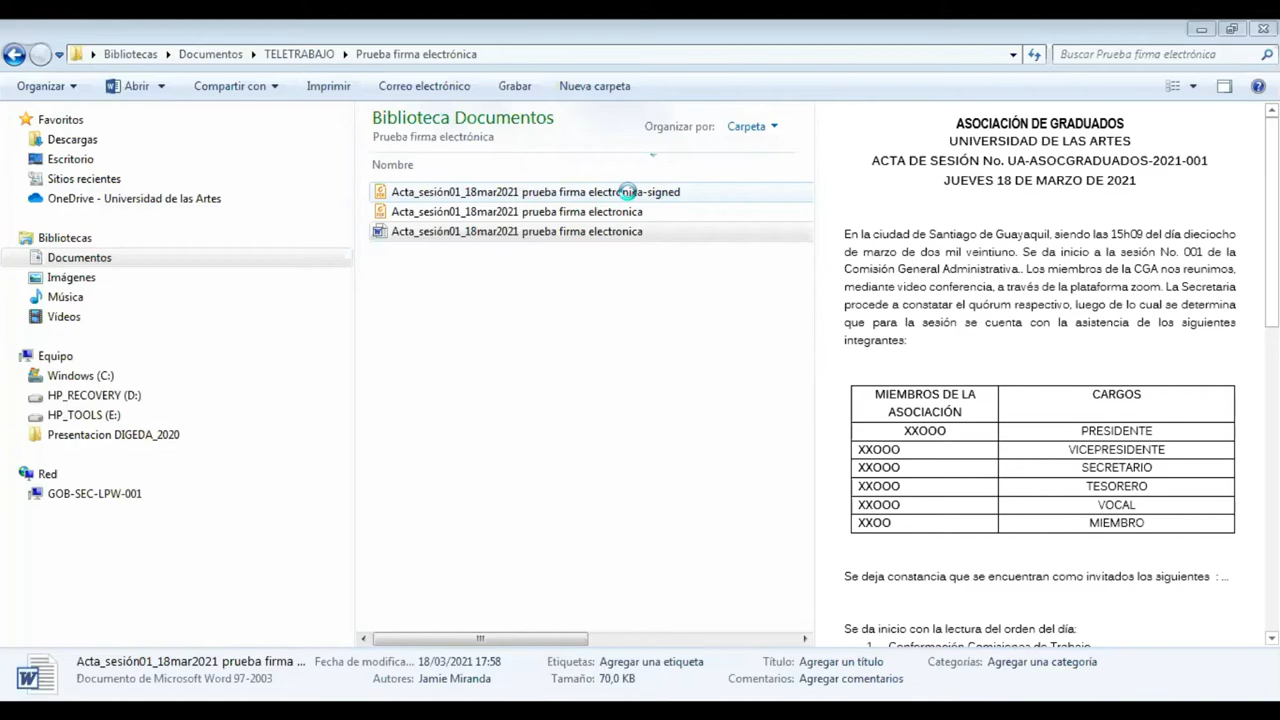 Bibliotecas Documentos TELETRABAJO Prueba firma electrónica
Buscar Prueba firma electrónica
Organizar Abrir Compartir con Imprimir Correo electrónico Grabar Nueva carpeta
Favoritos
Descargas
Escritorio
Sitios recientes
OneDrive - Universidad de las Artes
Bibliotecas
Documentos
Imágenes
Música
Vídeos
Equipo
Windows (C:)
HP_RECOVERY (D:)
HP_TOOLS (E:)
Presentacion DIGEDA_2020
Red
GOB-SEC-LPW-001
Biblioteca Documentos
Prueba firma electrónica
Organizar por: Carpeta
Nombre
Acta_sesión01_18mar2021 prueba firma electronica-signed
Acta_sesión01_18mar2021 prueba firma electronica
Acta_sesión01_18mar2021 prueba firma electronica
ASOCIACIÓN DE GRADUADOS
UNIVERSIDAD DE LAS ARTES
ACTA DE SESIÓN No. UA-ASOCGRADUADOS-2021-001
JUEVES 18 DE MARZO DE 2021
En la ciudad de Santiago de Guayaquil, siendo las 15h09 del día dieciocho
de marzo de dos mil veintiuno. Se da inicio a la sesión No. 001 de la
Comisión General Administrativa.. Los miembros de la CGA nos reunimos,
mediante video conferencia, a través de la plataforma zoom. La Secretaria
procede a constatar el quórum respectivo, luego de lo cual se determina
que para la sesión se cuenta con la asistencia de los siguientes
integrantes:
MIEMBROS DE LA ASOCIACIÓN CARGOS
XXOOO PRESIDENTE
XXOOO VICEPRESIDENTE
XXOOO SECRETARIO
XXOOO TESORERO
XXOOO VOCAL
XXOO MIEMBRO
Se deja constancia que se encuentran como invitados los siguientes : ...
Se da inicio con la lectura del orden del día:
1. Conformación Comisiones de Trabajo
Acta_sesión01_18mar2021 prueba firma ... Fecha de modifica... 18/03/2021 17:58 Etiquetas: Agregar una etiqueta Título: Agregar un título Categorías: Agregar una categoría
Documento de Microsoft Word 97-2003 Autores: Jamie Miranda Tamaño: 70,0 KB Comentarios: Agregar comentarios